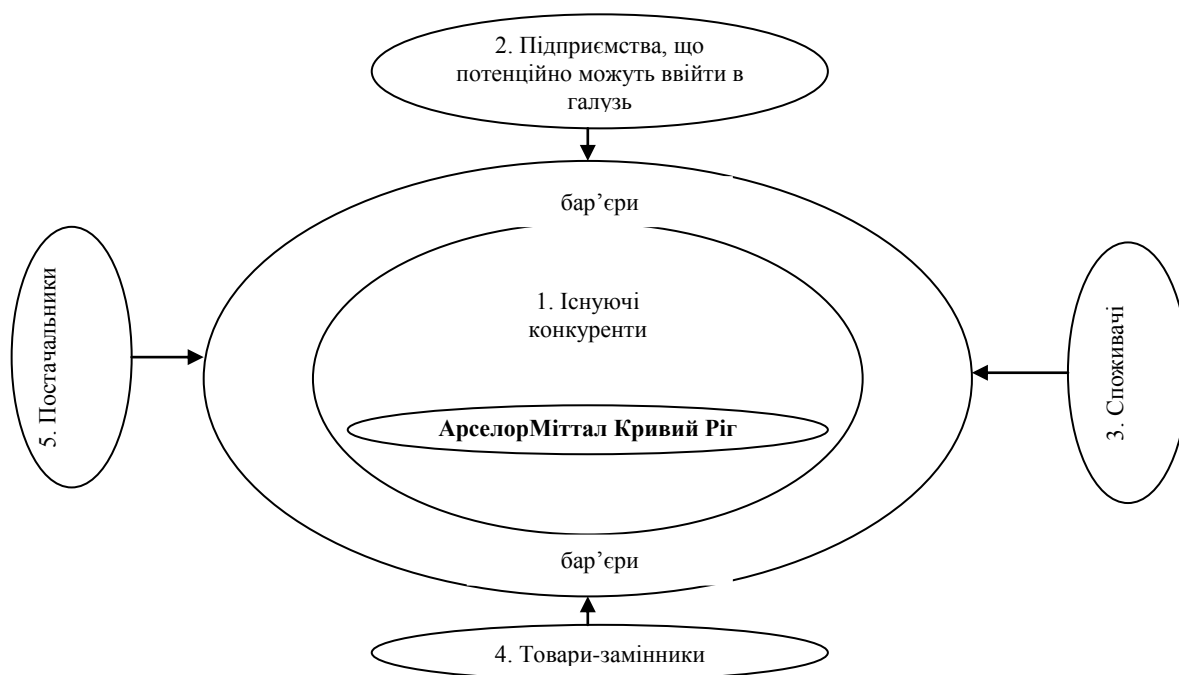 2. Підприємства, що
потенційно можуть ввійти в
галузь
бар’єри
5. Постачальники
1. Існуючі
конкуренти
3. Споживачі
АрселорМіттал Кривий Ріг
бар’єри
4. Товари-замінники